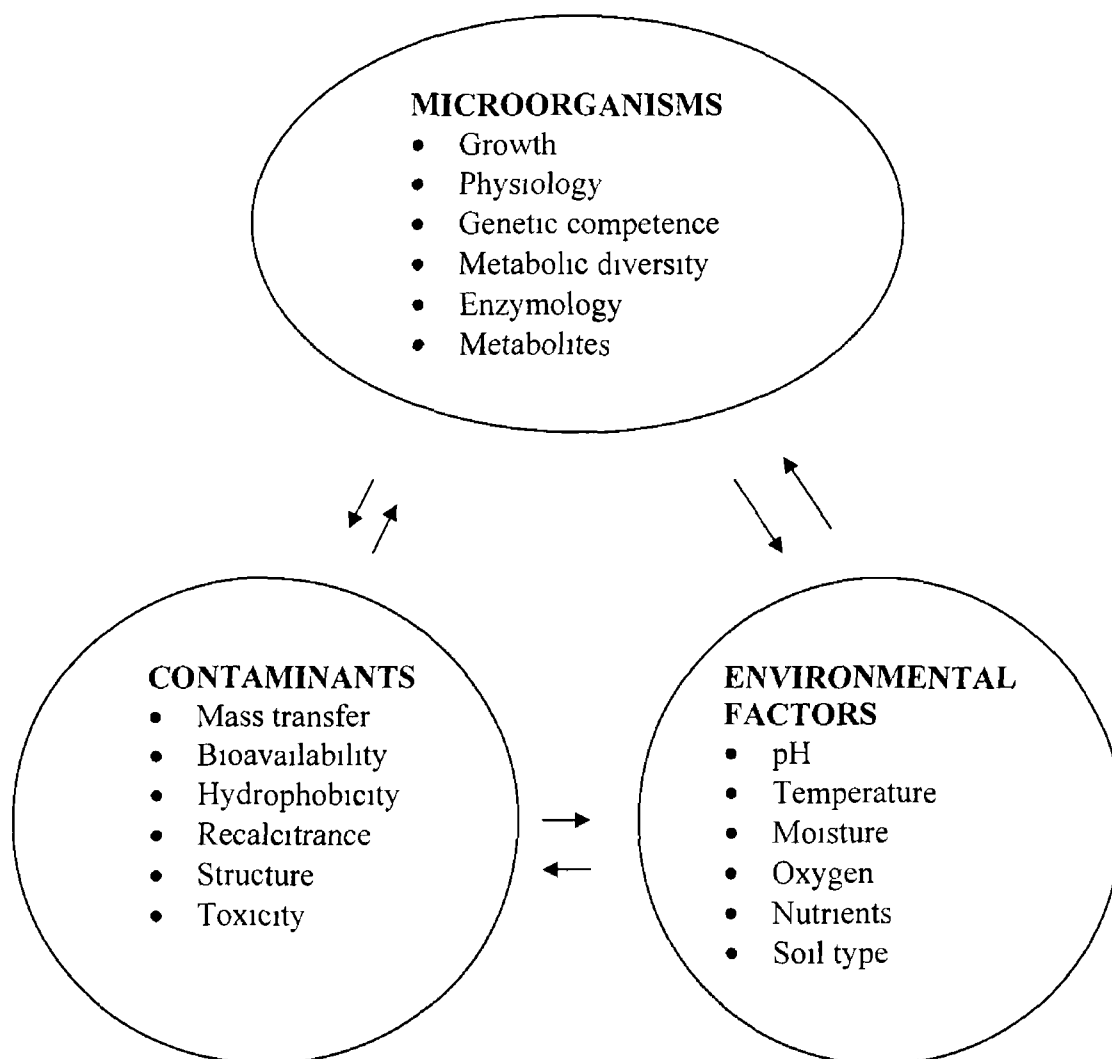 MICROORGANISMS
• Growth
• Physiology
• Genetic competence
• Metabolic diversity
• Enzymology
• Metabolites
CONTAMINANTS
• Mass transfer
• Bioavailability
• Hydrophobicity
• Recalcitrance
• Structure
• Toxicity
ENVIRONMENTAL
FACTORS
• pH
• Temperature
• Moisture
• Oxygen
• Nutrients
• Soil type